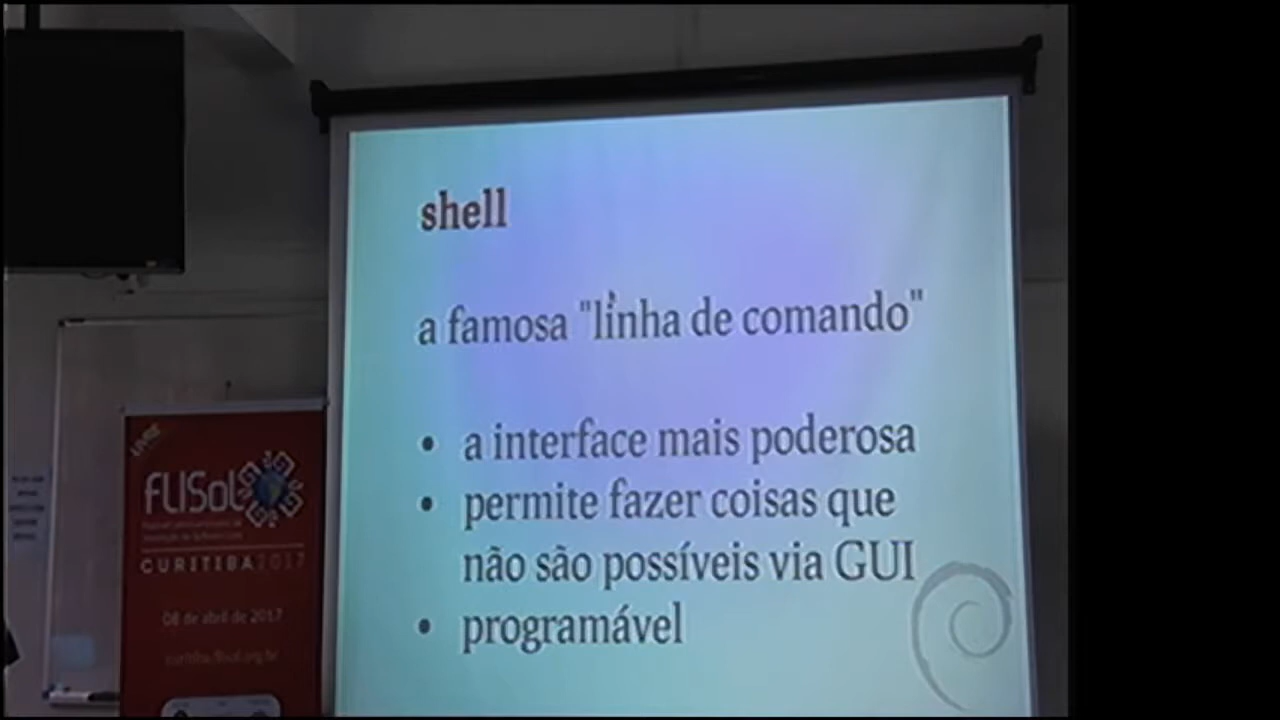 shell
a famosa "linha de comando"
• a interface mais poderosa
• permite fazer coisas que
não são possíveis via GUI
• programável
LIVRE
FLISoL
CURITIBA 2017
08 de abril de 2017
curitiba.flisol.org.br